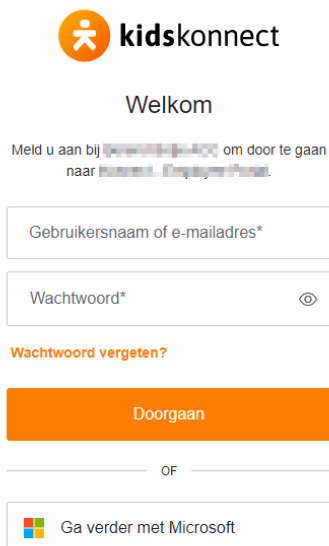 kidskonnect
Welkom
Meld u aan bij om door te gaan
naar
Gebruikersnaam of e-mailadres*
Wachtwoord*
Wachtwoord vergeten?
Doorgaan
OF
Ga verder met Microsoft